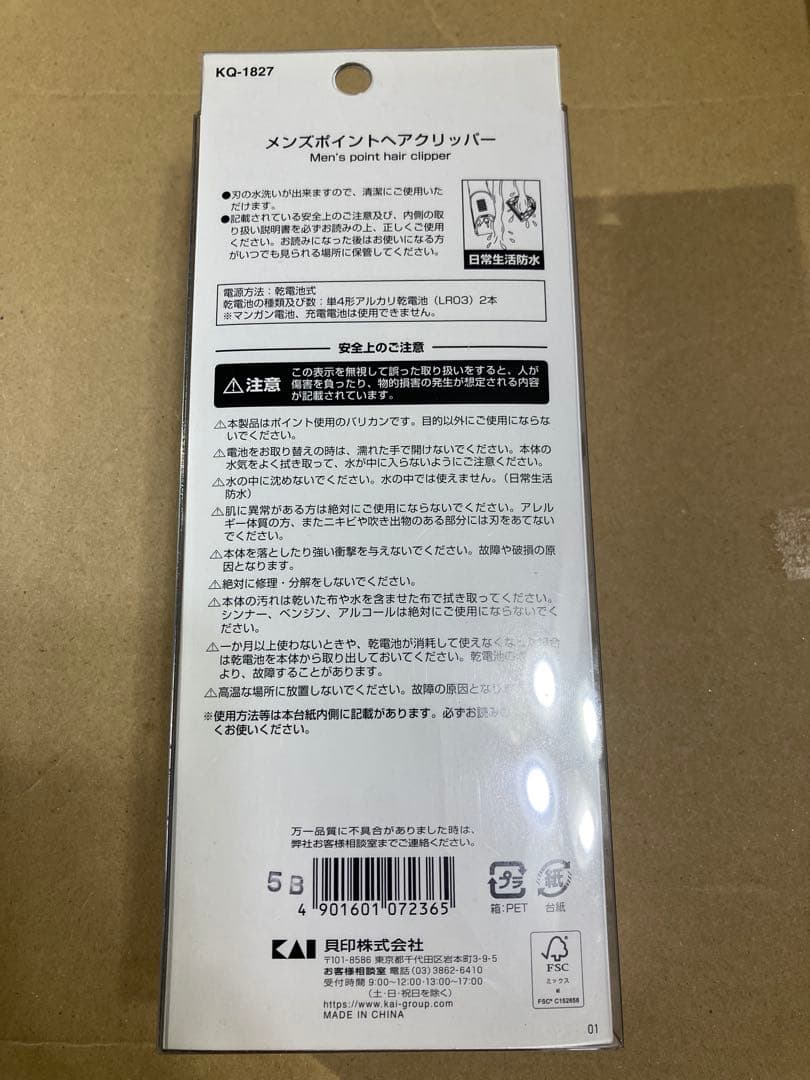 KQ-1827
メンズポイントヘアクリッパー
Men's point hair clipper
●刃の水洗いが出来ますので、清潔にご使用いた
だけます。
●記載されている安全上のご注意及び、内側の取
り扱い説明書を必ずお読みの上、正しくご使用
ください。お読みになった後はお使いになる方
がいつでも見られる場所に保管してください。
日常生活防水
電源方法：乾電池式
乾電池の種類及び数：単4形アルカリ乾電池（LR03）2本
※マンガン電池、充電電池は使用できません。
安全上のご注意
⚠注意
この表示を無視して誤った取り扱いをすると、人が
傷害を負ったり、物的損害の発生が想定される内容
が記載されています。
⚠本製品はポイント使用のバリカンです。目的以外にご使用にならな
いでください。
⚠電池をお取り替えの時は、濡れた手で開けないでください。本体の
水気をよく拭き取って、水が中に入らないようにご注意ください。
⚠水の中に沈めないでください。水の中では使えません。（日常生活
防水）
⚠肌に異常がある方は絶対にご使用にならないでください。アレル
ギー体質の方、またニキビや吹き出物のある部分には刃をあてない
でください。
⚠本体を落としたり強い衝撃を与えないでください。故障や破損の原
因となります。
⚠絶対に修理・分解をしないでください。
⚠本体の汚れは乾いた布や水を含ませた布で拭き取ってください。
シンナー、ベンジン、アルコールは絶対にご使用にならないでく
ださい。
⚠一か月以上使わないときや、乾電池が消耗して使えなくなった場合
は乾電池を本体から取り出しておいてください。乾電池の
より、故障することがあります。
⚠高温な場所に放置しないでください。故障の原因となり
※使用方法等は本台紙内側に記載があります。必ずお読み
くお使いください。
万一品質に不具合がありました時は、
弊社お客様相談室までご連絡ください。
5B
4 901601 072365
プラ
箱:PET
紙
台紙
KAI 貝印株式会社
〒101-8586 東京都千代田区岩本町3-9-5
お客様相談室 電話(03)3862-6410
受付時間 9:00~12:00・13:00~17:00
(土・日・祝日を除く)
https://www.kai-group.com/
MADE IN CHINA
FSC
ミックス
紙
FSC® C152658
01